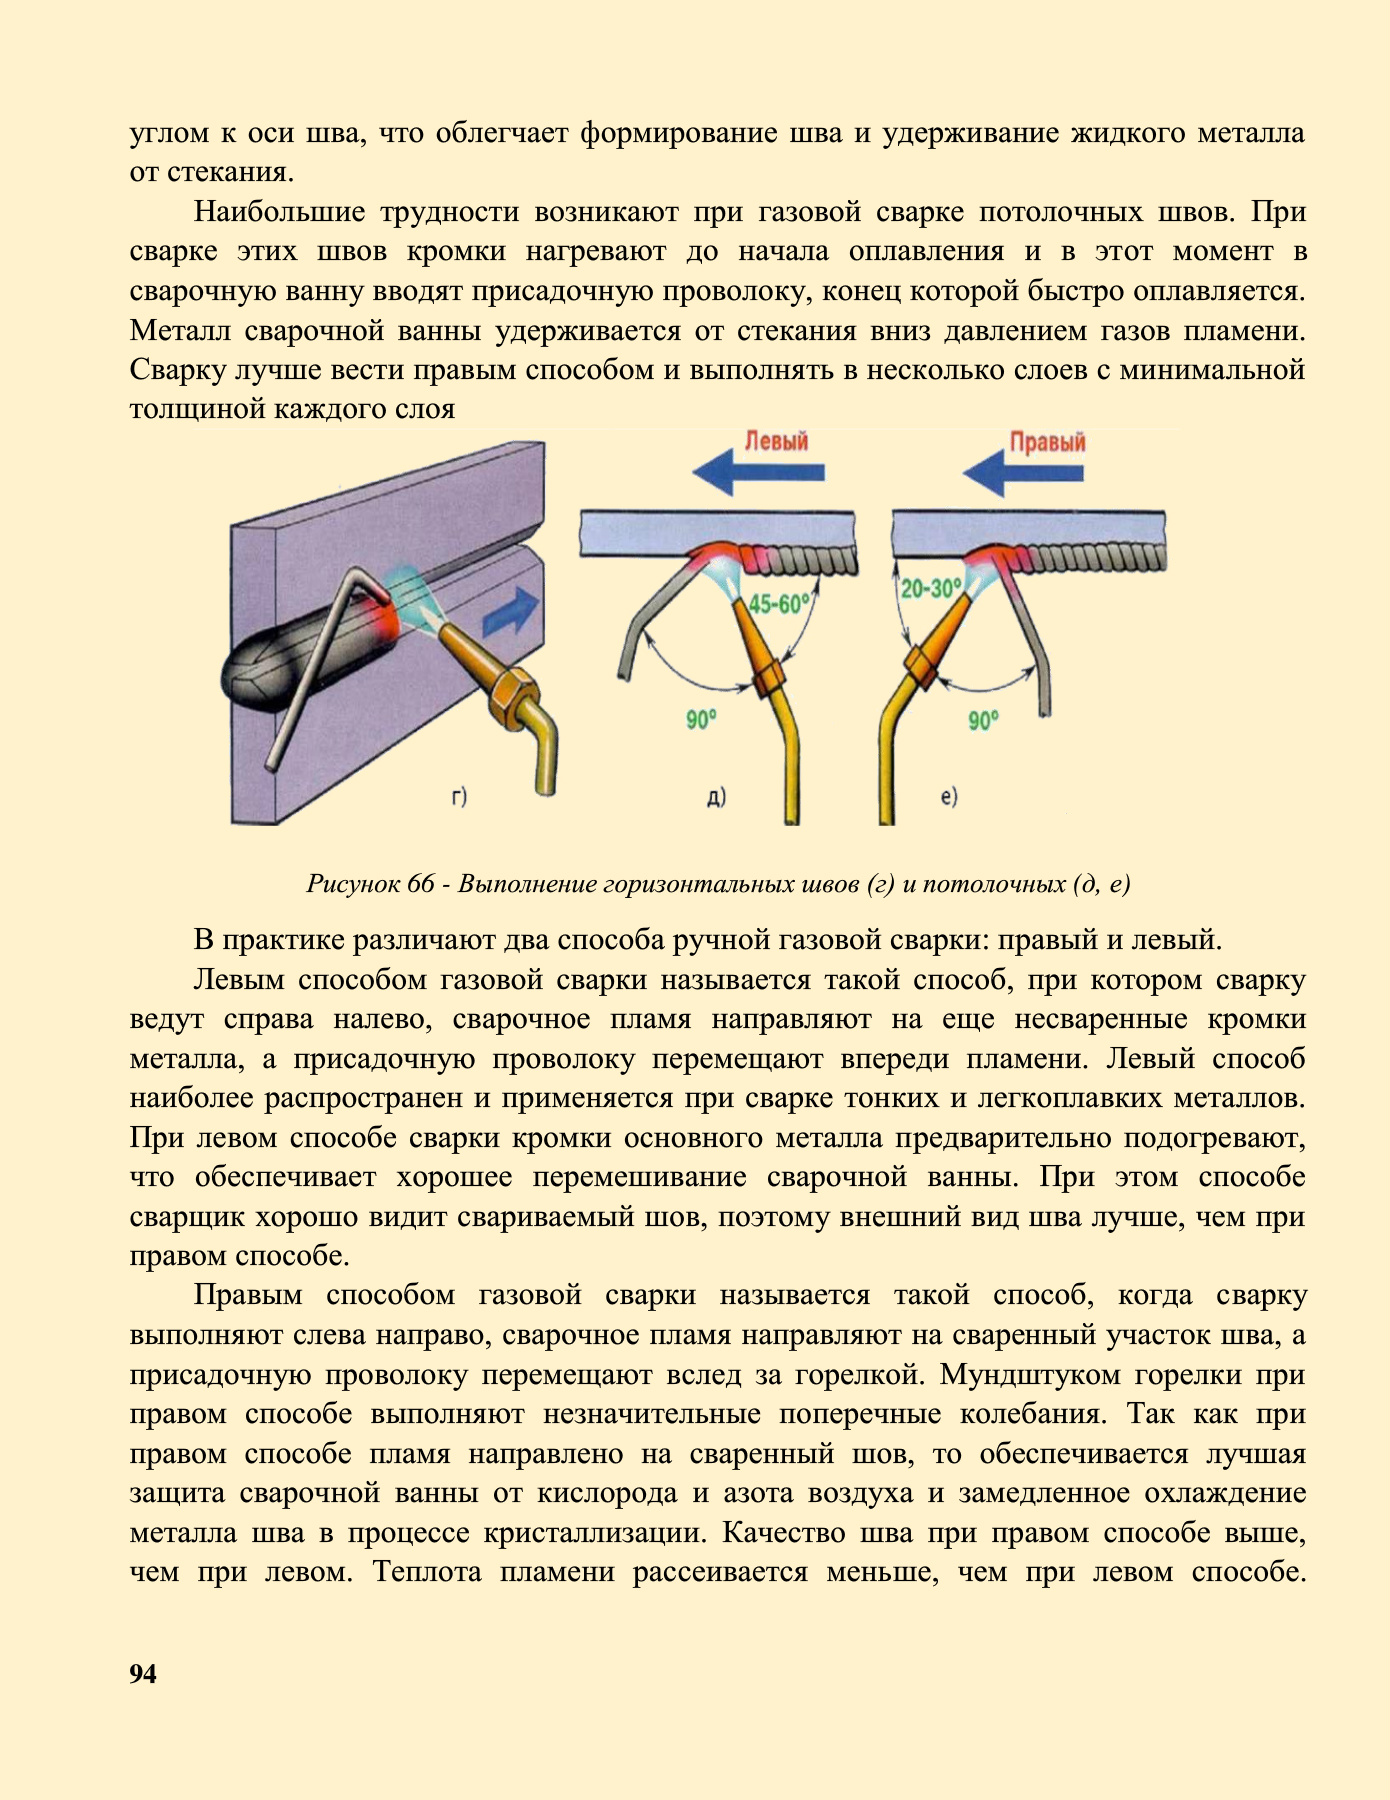 углом к оси шва, что облегчает формирование шва и удерживание жидкого металла
от стекания.
Наибольшие трудности возникают при газовой сварке потолочных швов. При
сварке этих швов кромки нагревают до начала оплавления и в этот момент в
сварочную ванну вводят присадочную проволоку, конец которой быстро оплавляется.
Металл сварочной ванны удерживается от стекания вниз давлением газов пламени.
Сварку лучше вести правым способом и выполнять в несколько слоев с минимальной
толщиной каждого слоя
Левый
Правый
45-60°
20-30°
90°
90°
г)
д)
е)
Рисунок 66 - Выполнение горизонтальных швов (г) и потолочных (д, е)
В практике различают два способа ручной газовой сварки: правый и левый.
Левым способом газовой сварки называется такой способ, при котором сварку
ведут справа налево, сварочное пламя направляют на еще несваренные кромки
металла, а присадочную проволоку перемещают впереди пламени. Левый способ
наиболее распространен и применяется при сварке тонких и легкоплавких металлов.
При левом способе сварки кромки основного металла предварительно подогревают,
что обеспечивает хорошее перемешивание сварочной ванны. При этом способе
сварщик хорошо видит свариваемый шов, поэтому внешний вид шва лучше, чем при
правом способе.
Правым способом газовой сварки называется такой способ, когда сварку
выполняют слева направо, сварочное пламя направляют на сваренный участок шва, а
присадочную проволоку перемещают вслед за горелкой. Мундштуком горелки при
правом способе выполняют незначительные поперечные колебания. Так как при
правом способе пламя направлено на сваренный шов, то обеспечивается лучшая
защита сварочной ванны от кислорода и азота воздуха и замедленное охлаждение
металла шва в процессе кристаллизации. Качество шва при правом способе выше,
чем при левом. Теплота пламени рассеивается меньше, чем при левом способе.
94